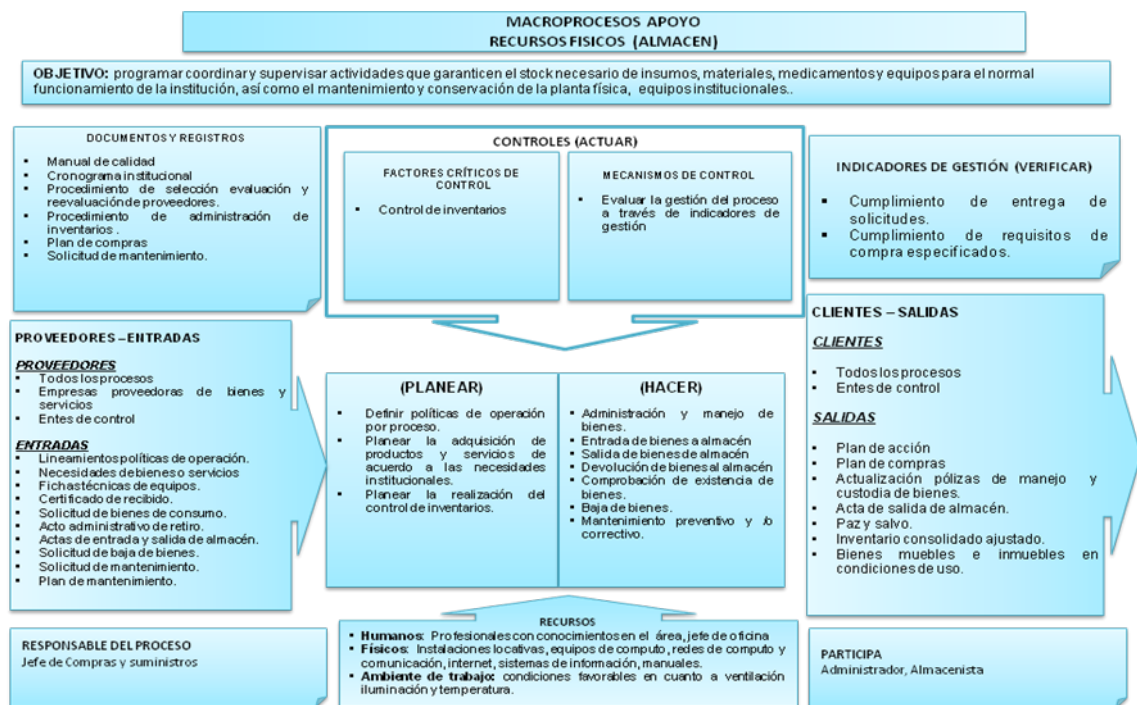 MACROPROCESOS APOYO
RECURSOS FISICOS (ALMACEN)
OBJETIVO: programar coordinar y supervisar actividades que garanticen el stock necesario de insumos, materiales, medicamentos y equipos para el normal
funcionamiento de la institución, así como el mantenimiento y conservación de la planta física, equipos institucionales..
DOCUMENTOS Y REGISTROS
▪ Manual de calidad
▪ Cronograma institucional
▪ Procedimiento de selección evaluación y
reevaluación de proveedores.
▪ Procedimiento de administración de
inventarios .
▪ Plan de compras
▪ Solicitud de mantenimiento.
CONTROLES (ACTUAR)
FACTORES CRÍTICOS DE
CONTROL
▪ Control de inventarios
MECANISMOS DE CONTROL
▪ Evaluar la gestión del proceso
a través de indicadores de
gestión
INDICADORES DE GESTIÓN (VERIFICAR)
▪ Cumplimiento de entrega de
solicitudes.
▪ Cumplimiento de requisitos de
compra especificados.
PROVEEDORES – ENTRADAS
PROVEEDORES
▪ Todos los procesos
▪ Empresas proveedoras de bienes y
servicios
▪ Entes de control
ENTRADAS
▪ Lineamientos políticas de operación.
▪ Necesidades de bienes o servicios
▪ Fichas técnicas de equipos.
▪ Certificado de recibido.
▪ Solicitud de bienes de consumo.
▪ Acto administrativo de retiro.
▪ Actas de entrada y salida de almacén.
▪ Solicitud de baja de bienes.
▪ Solicitud de mantenimiento.
▪ Plan de mantenimiento.
(PLANEAR)
▪ Definir políticas de operación
por proceso.
▪ Planear la adquisición de
productos y servicios de
acuerdo a las necesidades
institucionales.
▪ Planear la realización del
control de inventarios.
(HACER)
▪ Administración y manejo de
bienes.
▪ Entrada de bienes a almacén
▪ Salida de bienes de almacén
▪ Devolución de bienes al almacén
▪ Comprobación de existencia de
bienes.
▪ Baja de bienes.
▪ Mantenimiento preventivo y /o
correctivo.
CLIENTES – SALIDAS
CLIENTES
▪ Todos los procesos
▪ Entes de control
SALIDAS
▪ Plan de acción
▪ Plan de compras
▪ Actualización pólizas de manejo y
custodia de bienes.
▪ Acta de salida de almacén.
▪ Paz y salvo.
▪ Inventario consolidado ajustado.
▪ Bienes muebles e inmuebles en
condiciones de uso.
RESPONSABLE DEL PROCESO
Jefe de Compras y suministros
RECURSOS
▪ Humanos: Profesionales con conocimientos en el área, jefe de oficina
▪ Físicos: Instalaciones locativas, equipos de computo, redes de computo y
comunicación, internet, sistemas de información, manuales.
▪ Ambiente de trabajo: condiciones favorables en cuanto a ventilación
iluminación y temperatura.
PARTICIPA
Administrador, Almacenista